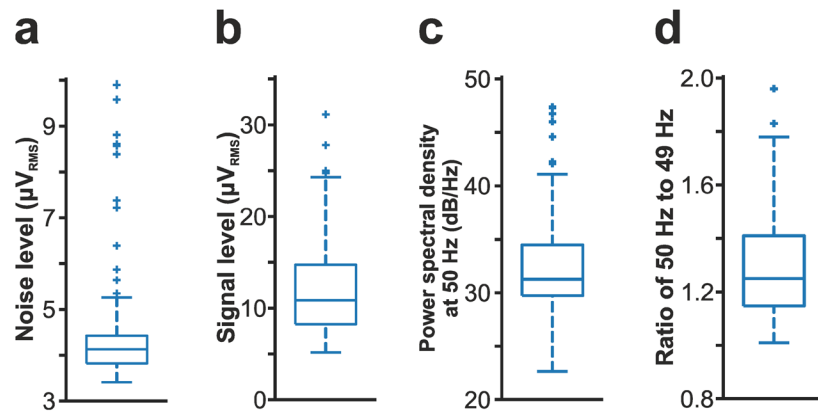 a
Noise level (µV_RMS)
9
7
5
3
b
Signal level (µV_RMS)
30
20
10
0
c
Power spectral density
at 50 Hz (dB/Hz)
50
40
30
20
d
Ratio of 50 Hz to 49 Hz
2.0
1.6
1.2
0.8